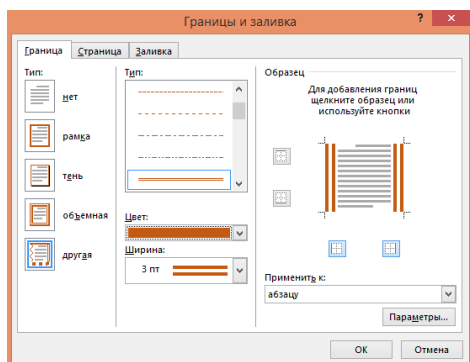 Границы и заливка
? ×
Граница Страница Заливка
Тип:
нет
рамка
тень
объемная
другая
Тип:
Цвет:
Ширина:
3 пт
Образец
Для добавления границ
щелкните образец или
используйте кнопки
Применить к:
абзацу
Параметры...
ОК Отмена